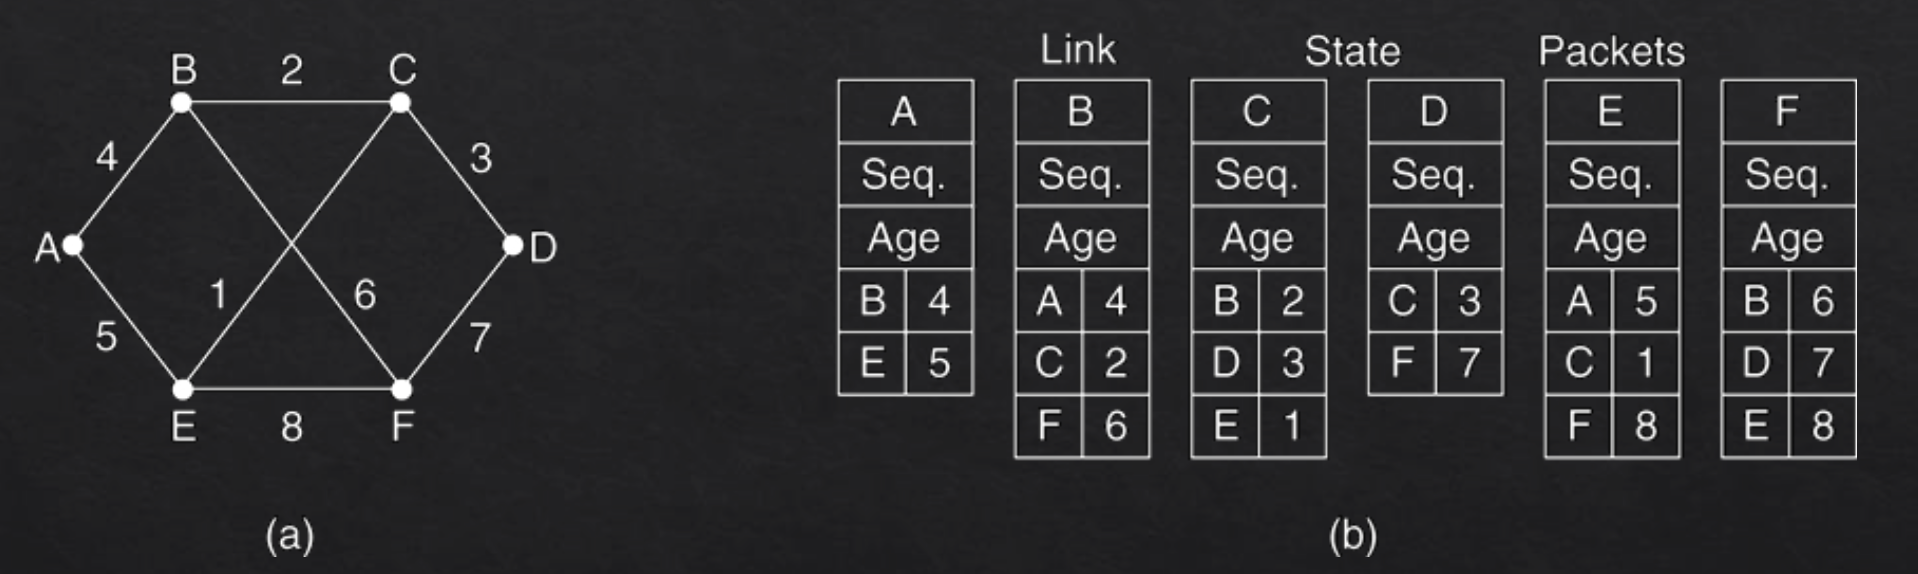 B 2 C
4 3
A D
1 6
5 7
E 8 F
(a)
Link State Packets
A B C D E F
Seq. Seq. Seq. Seq. Seq. Seq.
Age Age Age Age Age Age
B 4 A 4 B 2 C 3 A 5 B 6
E 5 C 2 D 3 F 7 C 1 D 7
F 6 E 1 F 8 E 8
(b)